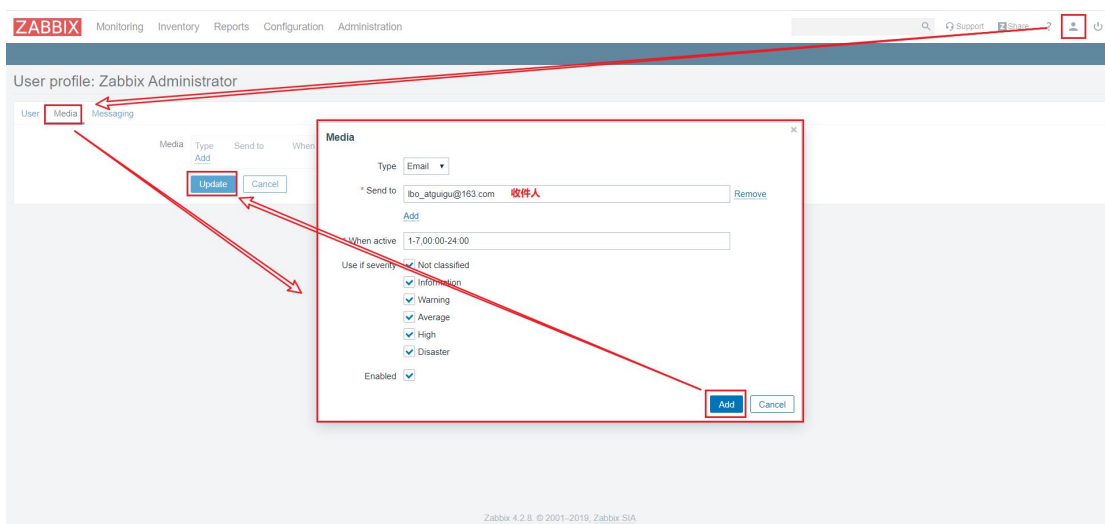 ZABBIX Monitoring Inventory Reports Configuration Administration Support Z Share ?
User profile: Zabbix Administrator
User Media Messaging
Media Type Send to When
Add
Update Cancel
Media
Type Email
* Send to lbo_atguigu@163.com 收件人 Remove
Add
* When active 1-7,00:00-24:00
Use if severity Not classified
Information
Warning
Average
High
Disaster
Enabled
Add Cancel
Zabbix 4.2.8. © 2001–2019, Zabbix SIA